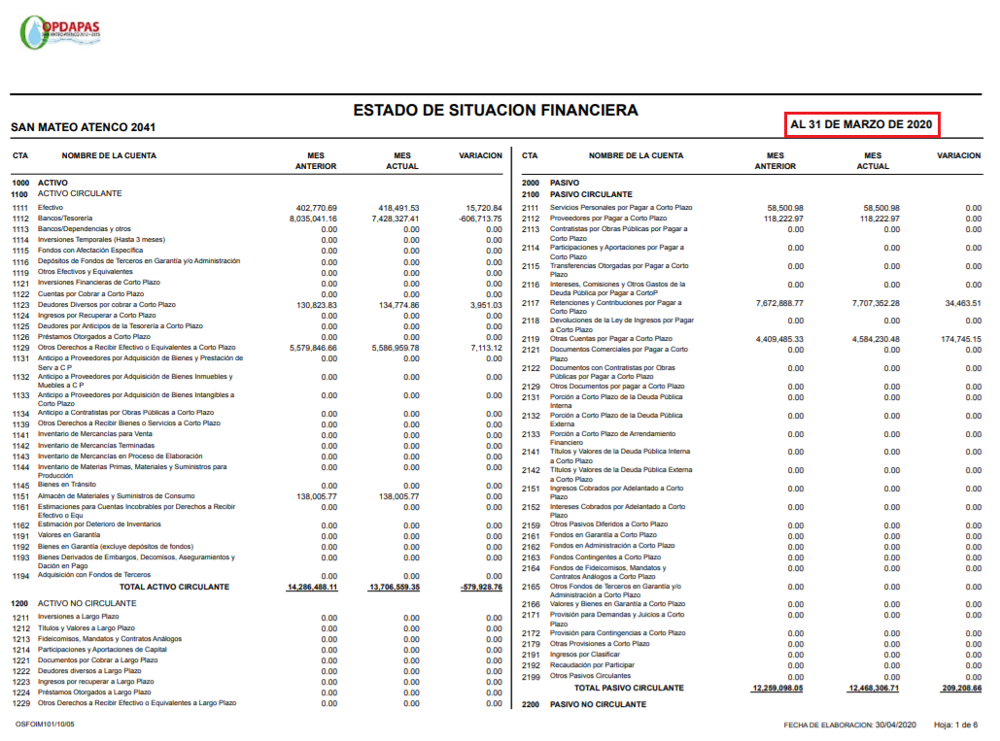 OPDAPAS
ESTADO DE SITUACION FINANCIERA
SAN MATEO ATENCO 2041
AL 31 DE MARZO DE 2020
CTA NOMBRE DE LA CUENTA MES ANTERIOR MES ACTUAL VARIACION
1000 ACTIVO
1100 ACTIVO CIRCULANTE
1111 Efectivo 402,770.69 418,491.53 15,720.84
1112 Bancos/Tesorería 8,035,041.16 7,428,327.41 -606,713.75
1113 Bancos/Dependencias y otros 0.00 0.00 0.00
1114 Inversiones Temporales (Hasta 3 meses) 0.00 0.00 0.00
1115 Fondos con Afectación Específica 0.00 0.00 0.00
1116 Depósitos de Fondos de Terceros en Garantía y/o Administración 0.00 0.00 0.00
1119 Otros Efectivos y Equivalentes 0.00 0.00 0.00
1121 Inversiones Financieras de Corto Plazo 0.00 0.00 0.00
1122 Cuentas por Cobrar a Corto Plazo 0.00 0.00 0.00
1123 Deudores Diversos por cobrar a Corto Plazo 130,823.83 134,774.86 3,951.03
1124 Ingresos por Recuperar a Corto Plazo 0.00 0.00 0.00
1125 Deudores por Anticipos de la Tesorería a Corto Plazo 0.00 0.00 0.00
1126 Préstamos Otorgados a Corto Plazo 0.00 0.00 0.00
1129 Otros Derechos a Recibir Efectivo o Equivalentes a Corto Plazo 5,579,846.66 5,586,959.78 7,113.12
1131 Anticipo a Proveedores por Adquisición de Bienes y Prestación de 0.00 0.00 0.00
Serv a C P
1132 Anticipo a Proveedores por Adquisición de Bienes Inmuebles y 0.00 0.00 0.00
Muebles a C P
1133 Anticipo a Proveedores por Adquisición de Bienes Intangibles a 0.00 0.00 0.00
Corto Plazo
1134 Anticipo a Contratistas por Obras Públicas a Corto Plazo 0.00 0.00 0.00
1139 Otros Derechos a Recibir Bienes o Servicios a Corto Plazo 0.00 0.00 0.00
1141 Inventario de Mercancías para Venta 0.00 0.00 0.00
1142 Inventario de Mercancías Terminadas 0.00 0.00 0.00
1143 Inventario de Mercancías en Proceso de Elaboración 0.00 0.00 0.00
1144 Inventario de Materias Primas, Materiales y Suministros para 0.00 0.00 0.00
Producción
1145 Bienes en Tránsito 0.00 0.00 0.00
1151 Almacén de Materiales y Suministros de Consumo 138,005.77 138,005.77 0.00
1161 Estimaciones para Cuentas Incobrables por Derechos a Recibir 0.00 0.00 0.00
Efectivo o Equ
1162 Estimación por Deterioro de Inventarios 0.00 0.00 0.00
1191 Valores en Garantía 0.00 0.00 0.00
1192 Bienes en Garantía (excluye depósitos de fondos) 0.00 0.00 0.00
1193 Bienes Derivados de Embargos, Decomisos, Aseguramientos y 0.00 0.00 0.00
Dación en Pago
1194 Adquisición con Fondos de Terceros 0.00 0.00 0.00
TOTAL ACTIVO CIRCULANTE 14,286,488.11 13,706,559.35 -579,928.76
1200 ACTIVO NO CIRCULANTE
1211 Inversiones a Largo Plazo 0.00 0.00 0.00
1212 Títulos y Valores a Largo Plazo 0.00 0.00 0.00
1213 Fideicomisos, Mandatos y Contratos Análogos 0.00 0.00 0.00
1214 Participaciones y Aportaciones de Capital 0.00 0.00 0.00
1221 Documentos por Cobrar a Largo Plazo 0.00 0.00 0.00
1222 Deudores diversos a Largo Plazo 0.00 0.00 0.00
1223 Ingresos por recuperar a Largo Plazo 0.00 0.00 0.00
1224 Préstamos Otorgados a Largo Plazo 0.00 0.00 0.00
1229 Otros Derechos a Recibir Efectivo o Equivalentes a Largo Plazo 0.00 0.00 0.00
CTA NOMBRE DE LA CUENTA MES ANTERIOR MES ACTUAL VARIACION
2000 PASIVO
2100 PASIVO CIRCULANTE
2111 Servicios Personales por Pagar a Corto Plazo 58,500.98 58,500.98 0.00
2112 Proveedores por Pagar a Corto Plazo 118,222.97 118,222.97 0.00
2113 Contratistas por Obras Públicas por Pagar a 0.00 0.00 0.00
Corto Plazo
2114 Participaciones y Aportaciones por Pagar a 0.00 0.00 0.00
Corto Plazo
2115 Transferencias Otorgadas por Pagar a Corto 0.00 0.00 0.00
Plazo
2116 Intereses, Comisiones y Otros Gastos de la 0.00 0.00 0.00
Deuda Pública por Pagar a CortoP
2117 Retenciones y Contribuciones por Pagar a 7,672,888.77 7,707,352.28 34,463.51
Corto Plazo
2118 Devoluciones de la Ley de Ingresos por Pagar 0.00 0.00 0.00
a Corto Plazo
2119 Otras Cuentas por Pagar a Corto Plazo 4,409,485.33 4,584,230.48 174,745.15
2121 Documentos Comerciales por Pagar a Corto 0.00 0.00 0.00
Plazo
2122 Documentos con Contratistas por Obras 0.00 0.00 0.00
Públicas por Pagar a Corto Plazo
2129 Otros Documentos por pagar a Corto Plazo 0.00 0.00 0.00
2131 Porción a Corto Plazo de la Deuda Pública 0.00 0.00 0.00
Interna
2132 Porción a Corto Plazo de la Deuda Pública 0.00 0.00 0.00
Externa
2133 Porción a Corto Plazo de Arrendamiento 0.00 0.00 0.00
Financiero
2141 Títulos y Valores de la Deuda Pública Interna 0.00 0.00 0.00
a Corto Plazo
2142 Títulos y Valores de la Deuda Pública Externa 0.00 0.00 0.00
a Corto Plazo
2151 Ingresos Cobrados por Adelantado a Corto 0.00 0.00 0.00
Plazo
2152 Intereses Cobrados por Adelantado a Corto 0.00 0.00 0.00
Plazo
2159 Otros Pasivos Diferidos a Corto Plazo 0.00 0.00 0.00
2161 Fondos en Garantía a Corto Plazo 0.00 0.00 0.00
2162 Fondos en Administración a Corto Plazo 0.00 0.00 0.00
2163 Fondos Contingentes a Corto Plazo 0.00 0.00 0.00
2164 Fondos de Fideicomisos, Mandatos y 0.00 0.00 0.00
Contratos Análogos a Corto Plazo
2165 Otros Fondos de Terceros en Garantía y/o 0.00 0.00 0.00
Administración a Corto Plazo
2166 Valores y Bienes en Garantía a Corto Plazo 0.00 0.00 0.00
2171 Provisión para Demandas y Juicios a Corto 0.00 0.00 0.00
Plazo
2172 Provisión para Contingencias a Corto Plazo 0.00 0.00 0.00
2179 Otras Provisiones a Corto Plazo 0.00 0.00 0.00
2191 Ingresos por Clasificar 0.00 0.00 0.00
2192 Recaudación por Participar 0.00 0.00 0.00
2199 Otros Pasivos Circulantes 0.00 0.00 0.00
TOTAL PASIVO CIRCULANTE 12,259,098.05 12,468,306.71 209,208.66
2200 PASIVO NO CIRCULANTE
OSFOIM101/10/05
FECHA DE ELABORACION: 30/04/2020 Hoja: 1 de 6